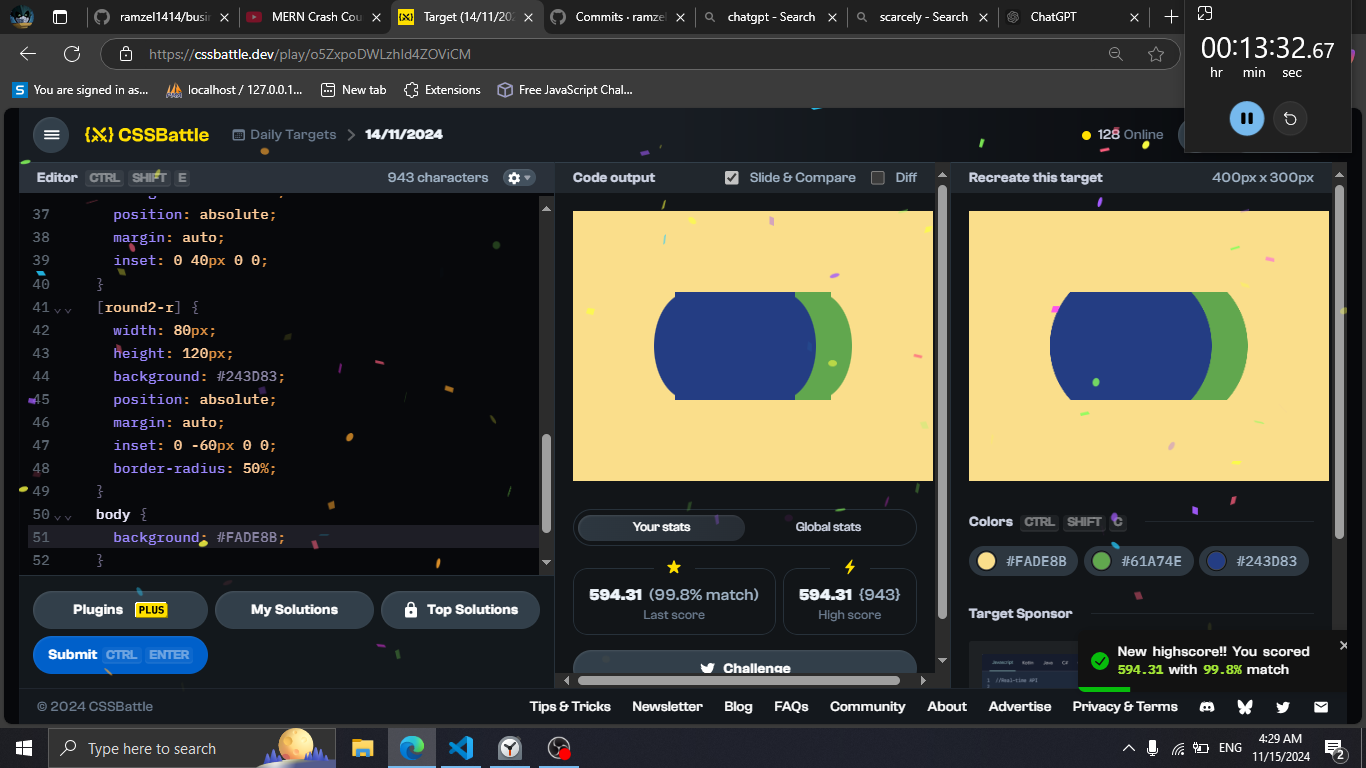 ramzel1414/busi
MERN Crash Cou
Target (14/11/202
Commits · ramze
chatgpt - Search
scarcely - Search
ChatGPT
00:13:32.67
hr min sec
https://cssbattle.dev/play/o5ZxpoDWLzhId4ZOViCM
You are signed in as...
localhost / 127.0.0.1...
New tab
Extensions
Free JavaScript Chal...
{X} CSSBattle
Daily Targets
14/11/2024
128 Online
Editor CTRL SHIFT E
943 characters
37 position: absolute;
38 margin: auto;
39 inset: 0 40px 0 0;
40 }
41 [round2-r] {
42 width: 80px;
43 height: 120px;
44 background: #243D83;
45 position: absolute;
46 margin: auto;
47 inset: 0 -60px 0 0;
48 border-radius: 50%;
49 }
50 body {
51 background: #FADE8B;
52 }
Plugins PLUS
My Solutions
Top Solutions
Submit CTRL ENTER
Code output
Slide & Compare
Diff
Your stats
Global stats
594.31 (99.8% match)
Last score
594.31 {943}
High score
Challenge
Recreate this target
400px x 300px
Colors CTRL SHIFT C
#FADE8B
#61A74E
#243D83
Target Sponsor
Javascript Kotlin Java C#
1 //Real-time API
2
New highscore!! You scored
594.31 with 99.8% match
© 2024 CSSBattle
Tips & Tricks
Newsletter
Blog
FAQs
Community
About
Advertise
Privacy & Terms
Type here to search
ENG
4:29 AM
11/15/2024
2